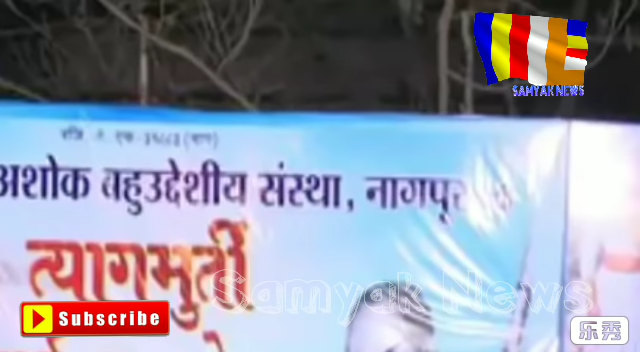 SAMYAK NEWS
अशोक बहुउद्देशीय संस्था, नागपूर
त्यागमुर्ती
Samyak News
Subscribe
乐秀